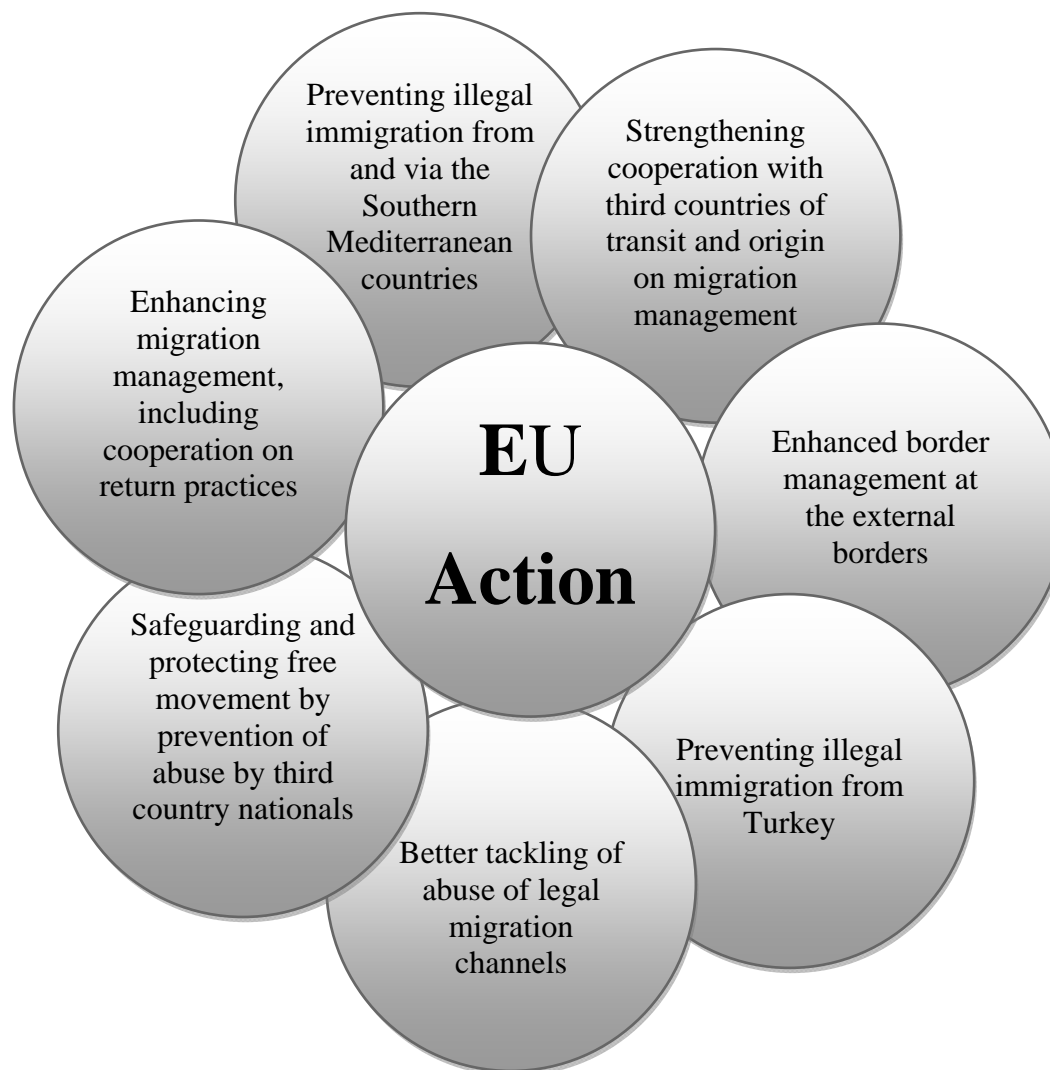 Preventing illegal
immigration from
and via the
Southern
Mediterranean
countries
Strengthening
cooperation with
third countries of
transit and origin
on migration
management
Enhanced border
management at
the external
borders
Preventing illegal
immigration from
Turkey
Better tackling of
abuse of legal
migration
channels
Safeguarding and
protecting free
movement by
prevention of
abuse by third
country nationals
Enhancing
migration
management,
including
cooperation on
return practices
EU
Action